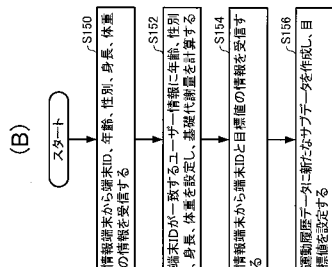 (B)
スタート
S150
情報端末から端末ID、年齢、性別、身長、体重
の情報を受信する
S152
端末IDが一致するユーザー情報に年齢、性別
、身長、体重を設定し、基礎代謝量を計算する
S154
情報端末から端末IDと目標値の情報を受信す
る
S156
運動履歴データに新たなサブデータを作成し、目
標値を設定する